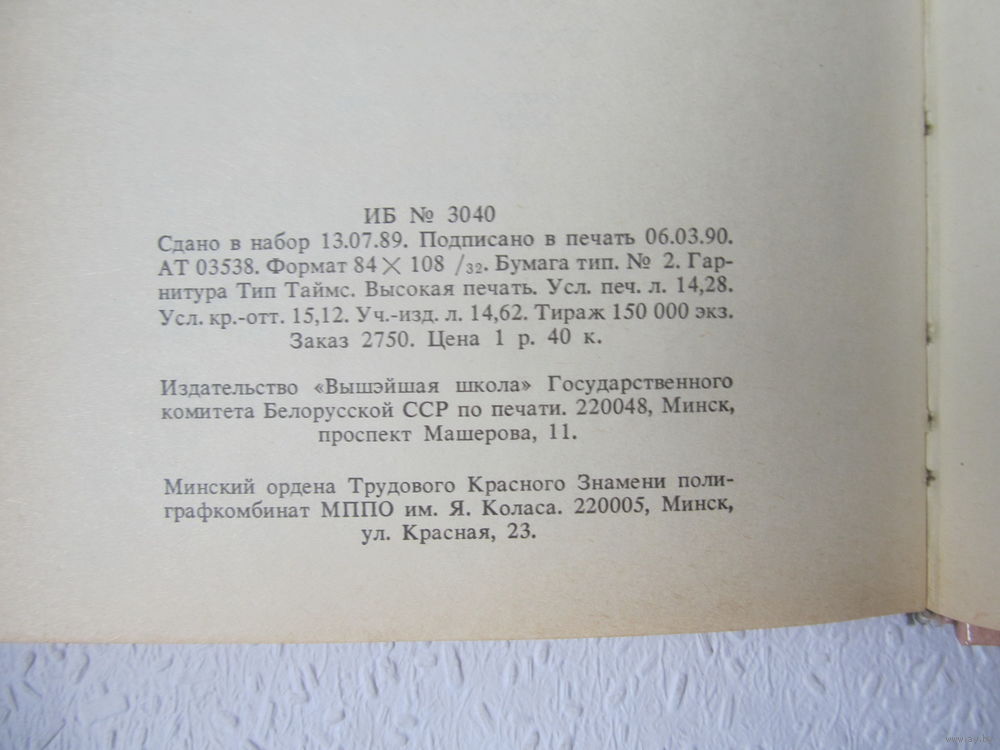 ИБ № 3040
Сдано в набор 13.07.89. Подписано в печать 06.03.90.
АТ 03538. Формат 84 × 108 /32. Бумага тип. № 2. Гар-
нитура Тип Таймс. Высокая печать. Усл. печ. л. 14,28.
Усл. кр.-отт. 15,12. Уч.-изд. л. 14,62. Тираж 150 000 экз.
Заказ 2750. Цена 1 р. 40 к.
Издательство «Вышэйшая школа» Государственного
комитета Белорусской ССР по печати. 220048, Минск,
проспект Машерова, 11.
Минский ордена Трудового Красного Знамени поли-
графкомбинат МППО им. Я. Коласа. 220005, Минск,
ул. Красная, 23.